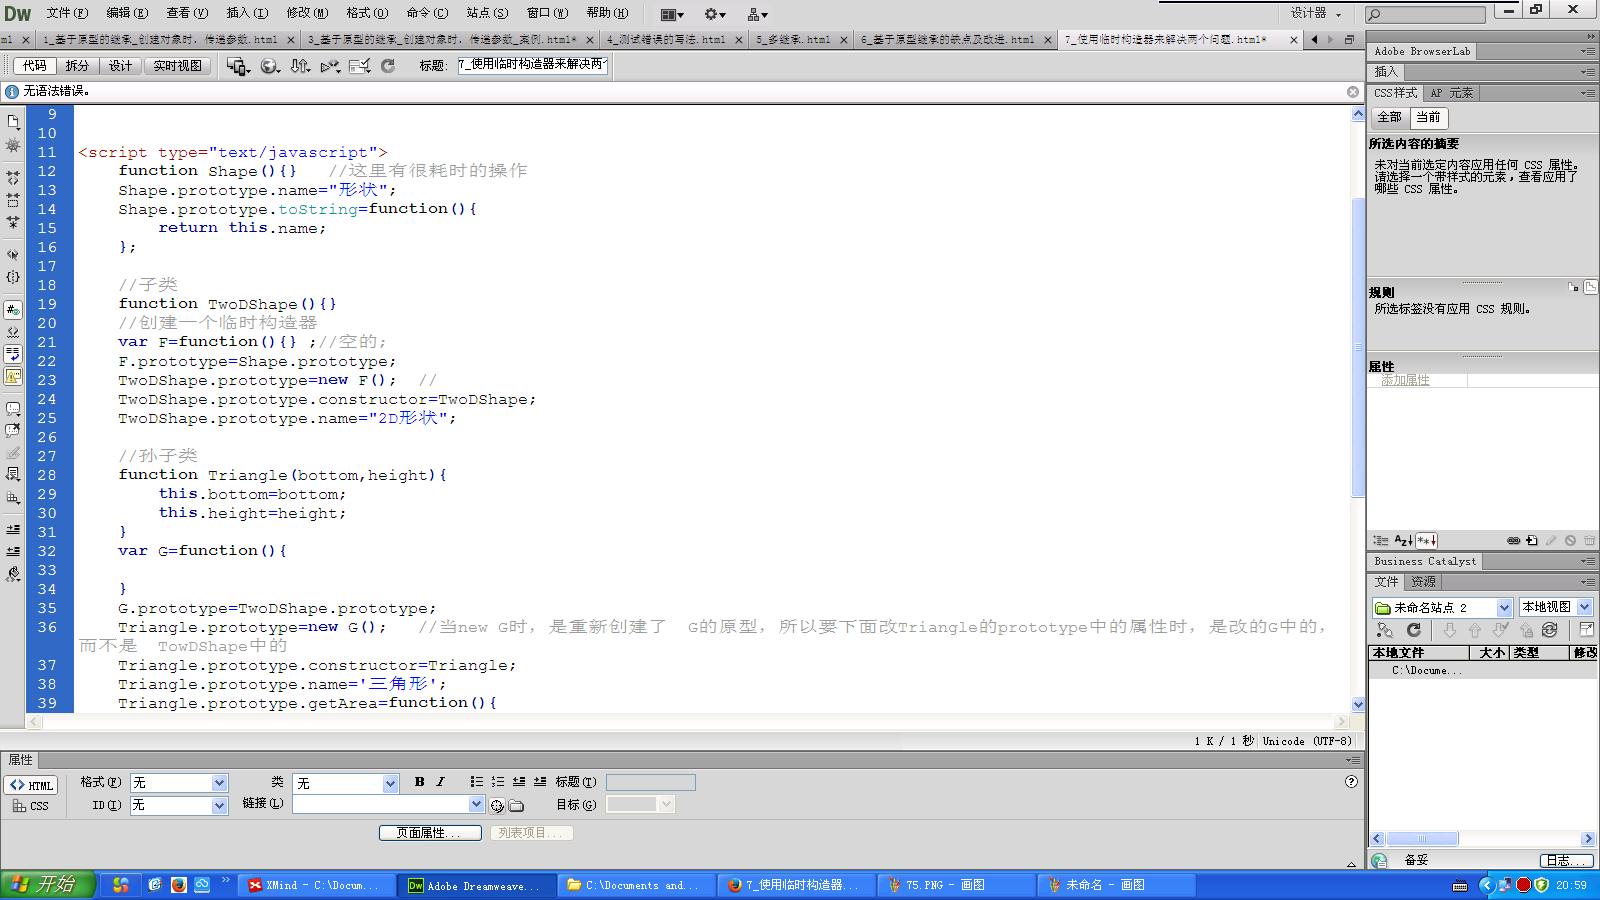 Dw 文件(F) 编辑(E) 查看(V) 插入(I) 修改(M) 格式(O) 命令(C) 站点(S) 窗口(W) 帮助(H) 设计器
ml × 1_基于原型的继承_创建对象时，传递参数.html × 3_基于原型的继承_创建对象时，传递参数_案例.html* × 4_测试错误的写法.html × 5_多继承.html × 6_基于原型继承的缺点及改进.html × 7_使用临时构造器来解决两个问题.html* ×
代码 拆分 设计 实时视图 标题: 7_使用临时构造器来解决两个
无语法错误。
9
10
11 <script type="text/javascript">
12 function Shape(){} //这里有很耗时的操作
13 Shape.prototype.name="形状";
14 Shape.prototype.toString=function(){
15 return this.name;
16 };
17
18 //子类
19 function TwoDShape(){}
20 //创建一个临时构造器
21 var F=function(){} ;//空的;
22 F.prototype=Shape.prototype;
23 TwoDShape.prototype=new F(); //
24 TwoDShape.prototype.constructor=TwoDShape;
25 TwoDShape.prototype.name="2D形状";
26
27 //孙子类
28 function Triangle(bottom,height){
29 this.bottom=bottom;
30 this.height=height;
31 }
32 var G=function(){
33
34 }
35 G.prototype=TwoDShape.prototype;
36 Triangle.prototype=new G(); //当new G时，是重新创建了 G的原型，所以要下面改Triangle的prototype中的属性时，是改的G中的，
而不是 TowDShape中的
37 Triangle.prototype.constructor=Triangle;
38 Triangle.prototype.name='三角形';
39 Triangle.prototype.getArea=function(){
1 K / 1 秒 Unicode (UTF-8)
属性
<> HTML 格式(F) 无 类 无 B I 标题(T)
CSS ID(I) 无 链接(L) 目标(G)
页面属性... 列表项目...
Adobe BrowserLab
插入
CSS样式 AP 元素
全部 当前
所选内容的摘要
未对当前选定内容应用任何 CSS 属性。
请选择一个带样式的元素，查看应用了
哪些 CSS 属性。
规则
所选标签没有应用 CSS 规则。
属性
添加属性
Business Catalyst
文件 资源
未命名站点 2 本地视图
本地文件 大小 类型 修改
C:\Docume...
备妥 日志...
开始 XMind - C:\Docum... Adobe Dreamweave... C:\Documents and... 7_使用临时构造器... 75.PNG - 画图 未命名 - 画图 20:59